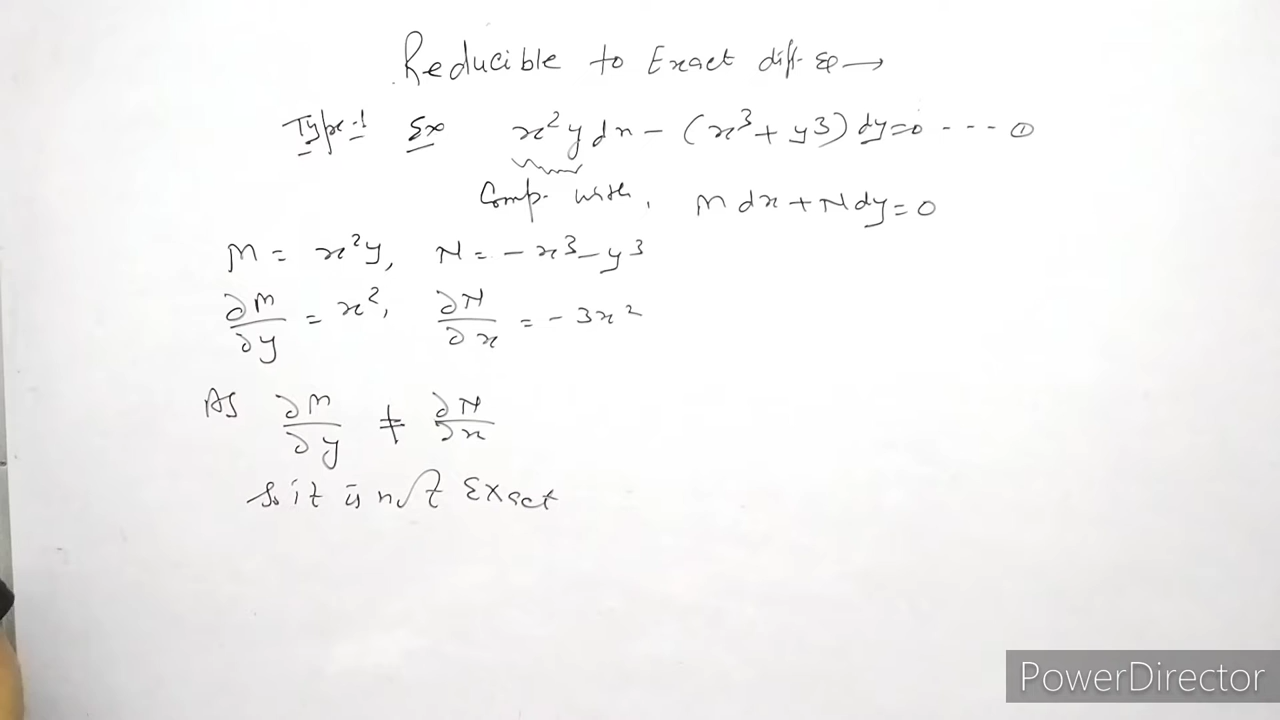 Reducible to Exact diff. Eq →
Type-1 Ex x²y dx − (x³ + y³) dy = 0 - - - ①
Comp. with, M dx + N dy = 0
M = x²y, N = − x³ − y³
∂M/∂y = x², ∂N/∂x = − 3x²
As ∂M/∂y ≠ ∂N/∂x
So it is not Exact
PowerDirector